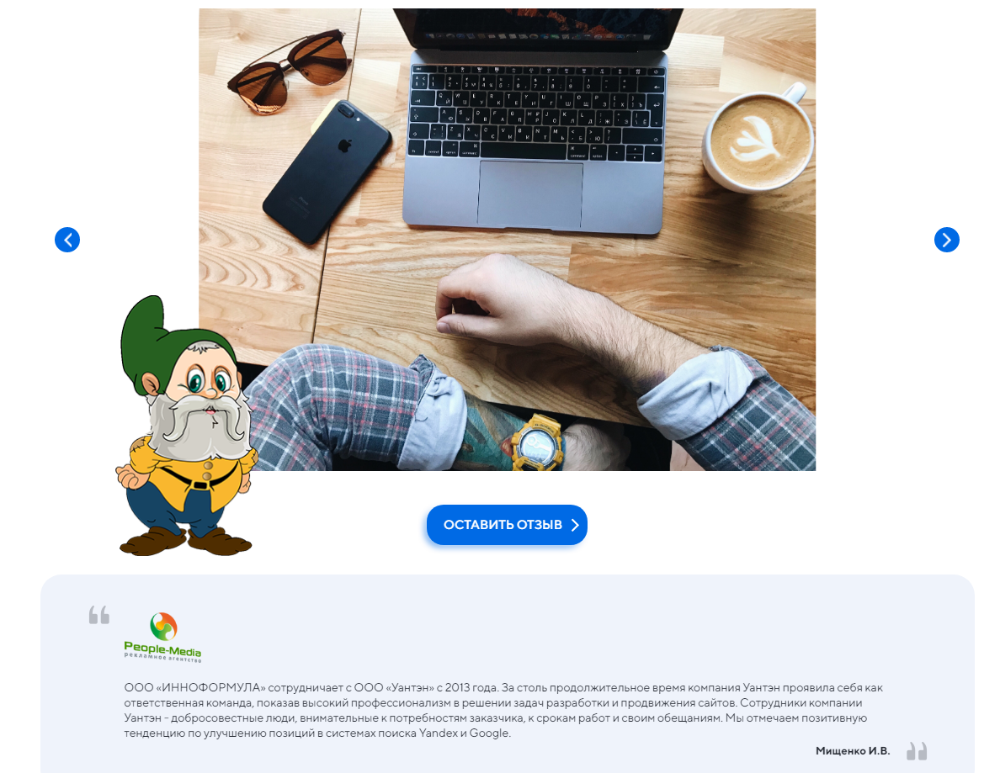 ОСТАВИТЬ ОТЗЫВ
People-Media
рекламное агентство
ООО «ИННОФОРМУЛА» сотрудничает с ООО «Уантэн» с 2013 года. За столь продолжительное время компания Уантэн проявила себя как
ответственная команда, показав высокий профессионализм в решении задач разработки и продвижения сайтов. Сотрудники компании
Уантэн - добросовестные люди, внимательные к потребностям заказчика, к срокам работ и своим обещаниям. Мы отмечаем позитивную
тенденцию по улучшению позиций в системах поиска Yandex и Google.
Мищенко И.В.